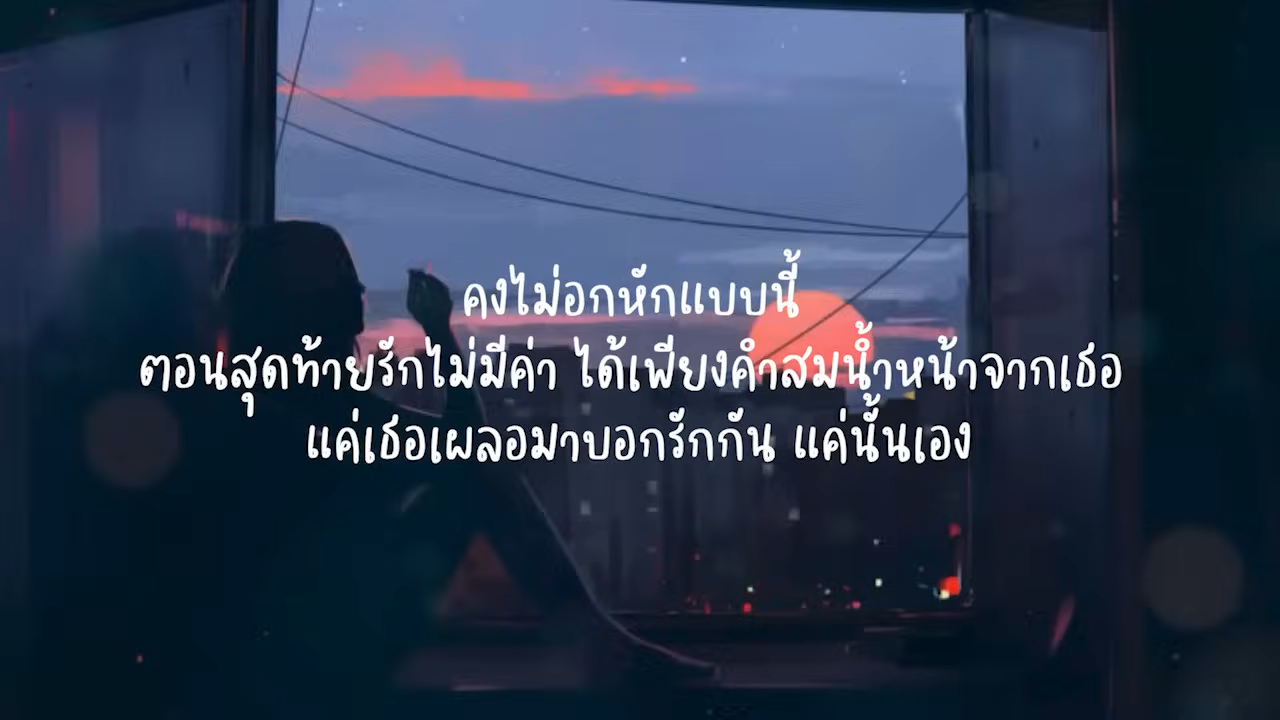 คงไม่อกหักแบบนี้
ตอนสุดท้ายรักไม่มีค่า ได้เพียงคำสมน้ำหน้าจากเธอ
แค่เธอเผลอมาบอกรักกัน แค่นั้นเอง